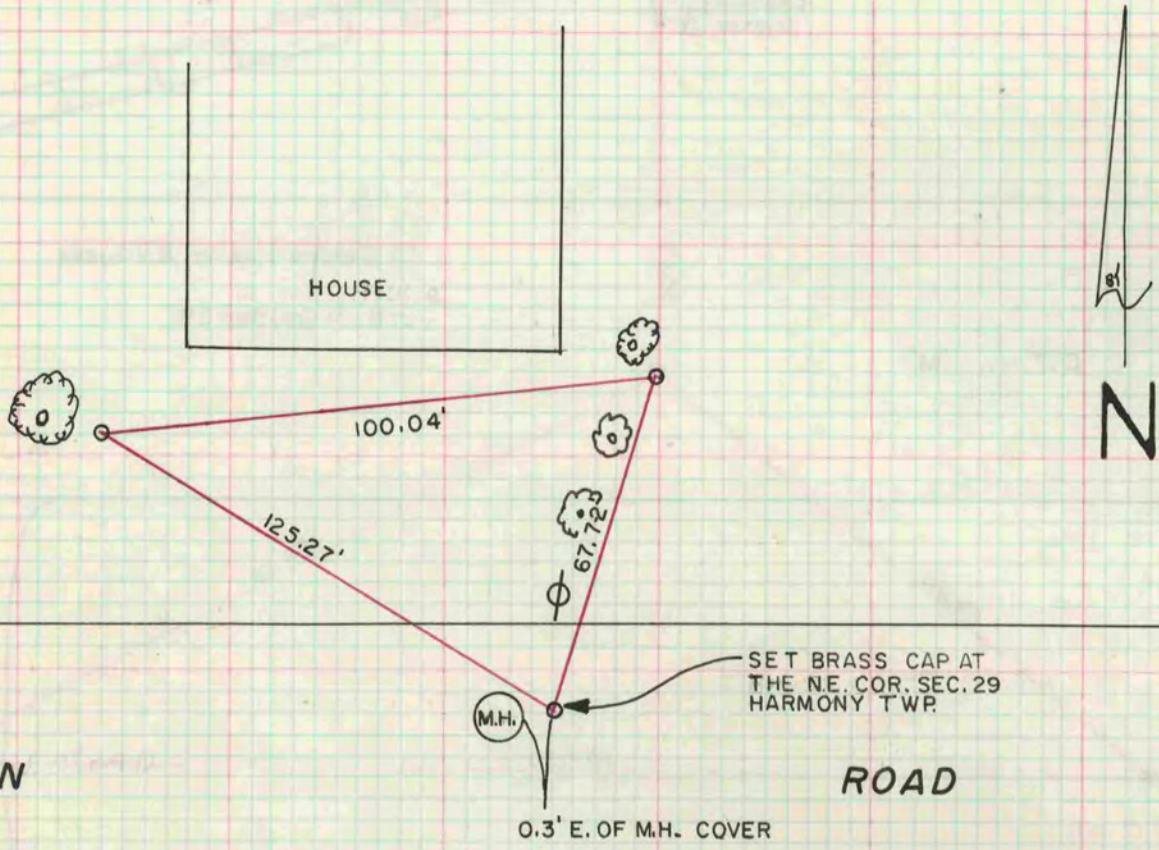 HOUSE
100.04'
N
125.27'
67.72'
SET BRASS CAP AT
THE N.E. COR. SEC. 29
HARMONY TWP.
M.H.
N
ROAD
0.3' E. OF M.H. COVER